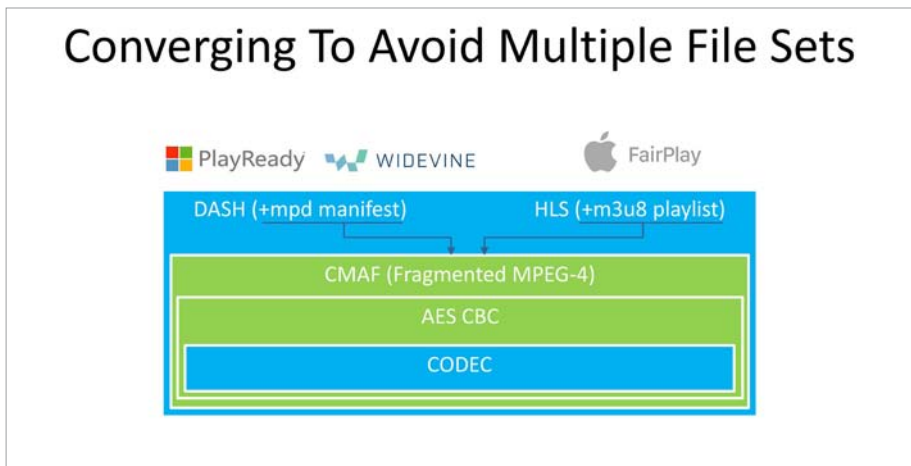 Converging To Avoid Multiple File Sets
PlayReady WIDEVINE FairPlay
DASH (+mpd manifest) HLS (+m3u8 playlist)
CMAF (Fragmented MPEG-4)
AES CBC
CODEC